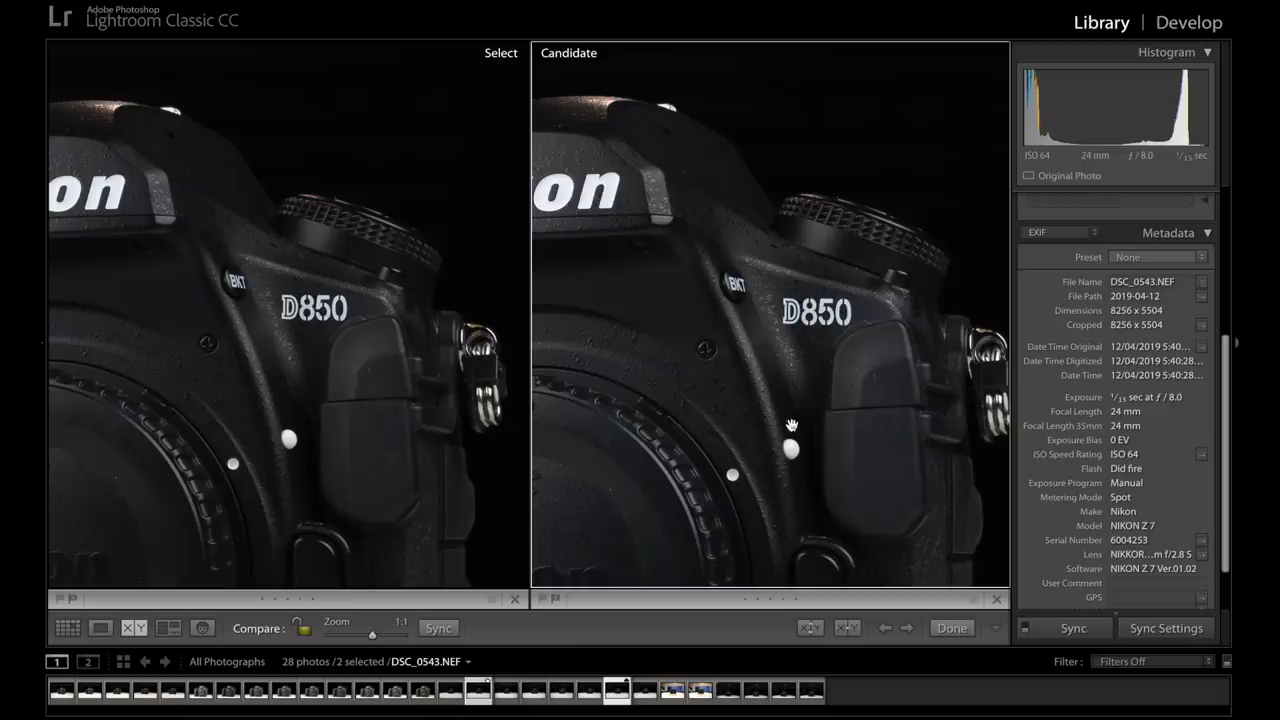 Lr
Adobe Photoshop
Lightroom Classic CC
Library | Develop
Select
Candidate
Histogram
ISO 64 24 mm ƒ / 8.0 1/15 sec
Original Photo
EXIF Metadata
Preset None
File Name DSC_0543.NEF
File Path 2019-04-12
Dimensions 8256 x 5504
Cropped 8256 x 5504
Date Time Original 12/04/2019 5:40...
Date Time Digitized 12/04/2019 5:40:28...
Date Time 12/04/2019 5:40:28...
Exposure 1/15 sec at ƒ / 8.0
Focal Length 24 mm
Focal Length 35mm 24 mm
Exposure Bias 0 EV
ISO Speed Rating ISO 64
Flash Did fire
Exposure Program Manual
Metering Mode Spot
Make Nikon
Model NIKON Z 7
Serial Number 6004253
Lens NIKKOR...m f/2.8 S
Software NIKON Z 7 Ver.01.02
User Comment
GPS
on
BKT
D850
on
BKT
D850
XY Compare : Zoom 1:1 Sync
Done
Sync Sync Settings
1 2 All Photographs 28 photos / 2 selected / DSC_0543.NEF
Filter : Filters Off